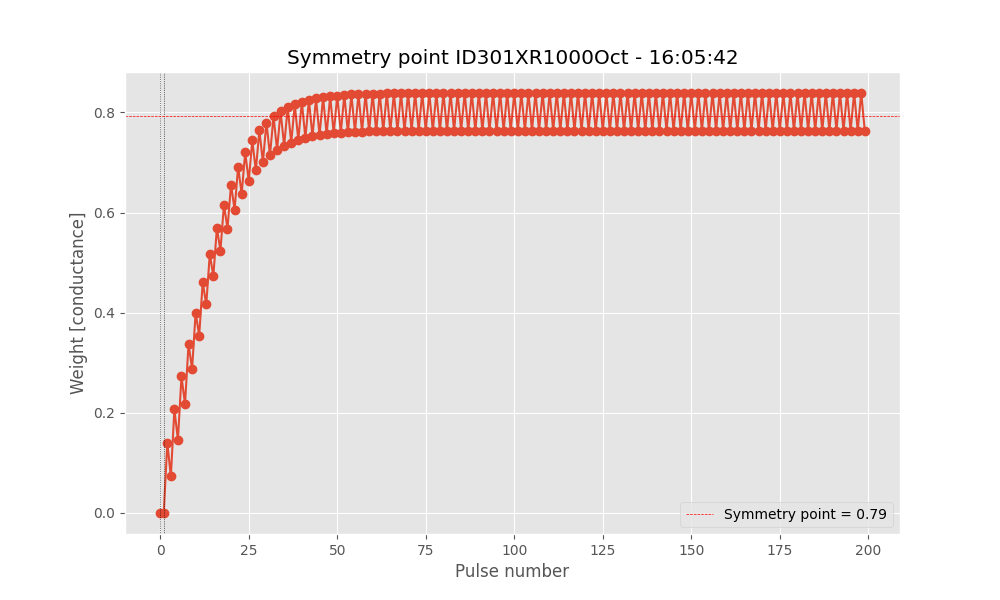 Symmetry point ID301XR1000Oct - 16:05:42
Weight [conductance]
0.8
0.6
0.4
0.2
0.0
Symmetry point = 0.79
0 25 50 75 100 125 150 175 200
Pulse number